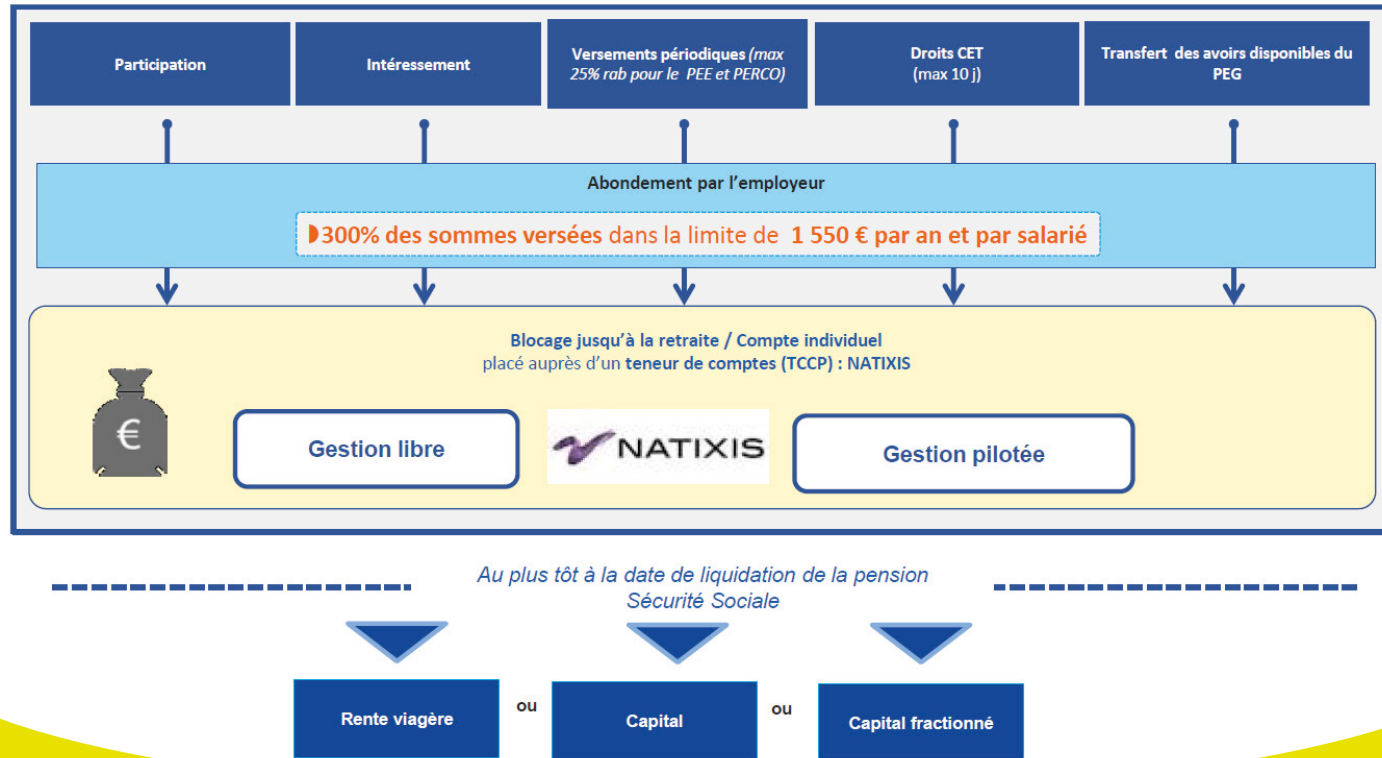 Participation
Intéressement
Versements périodiques (max
25% rab pour le PEE et PERCO)
Droits CET
(max 10 j)
Transfert des avoirs disponibles du
PEG
Abondement par l'employeur
300% des sommes versées dans la limite de 1 550 € par an et par salarié
Blocage jusqu'à la retraite / Compte individuel
placé auprès d'un teneur de comptes (TCCP) : NATIXIS
€
Gestion libre
NATIXIS
Gestion pilotée
Au plus tôt à la date de liquidation de la pension
Sécurité Sociale
Rente viagère
ou
Capital
ou
Capital fractionné